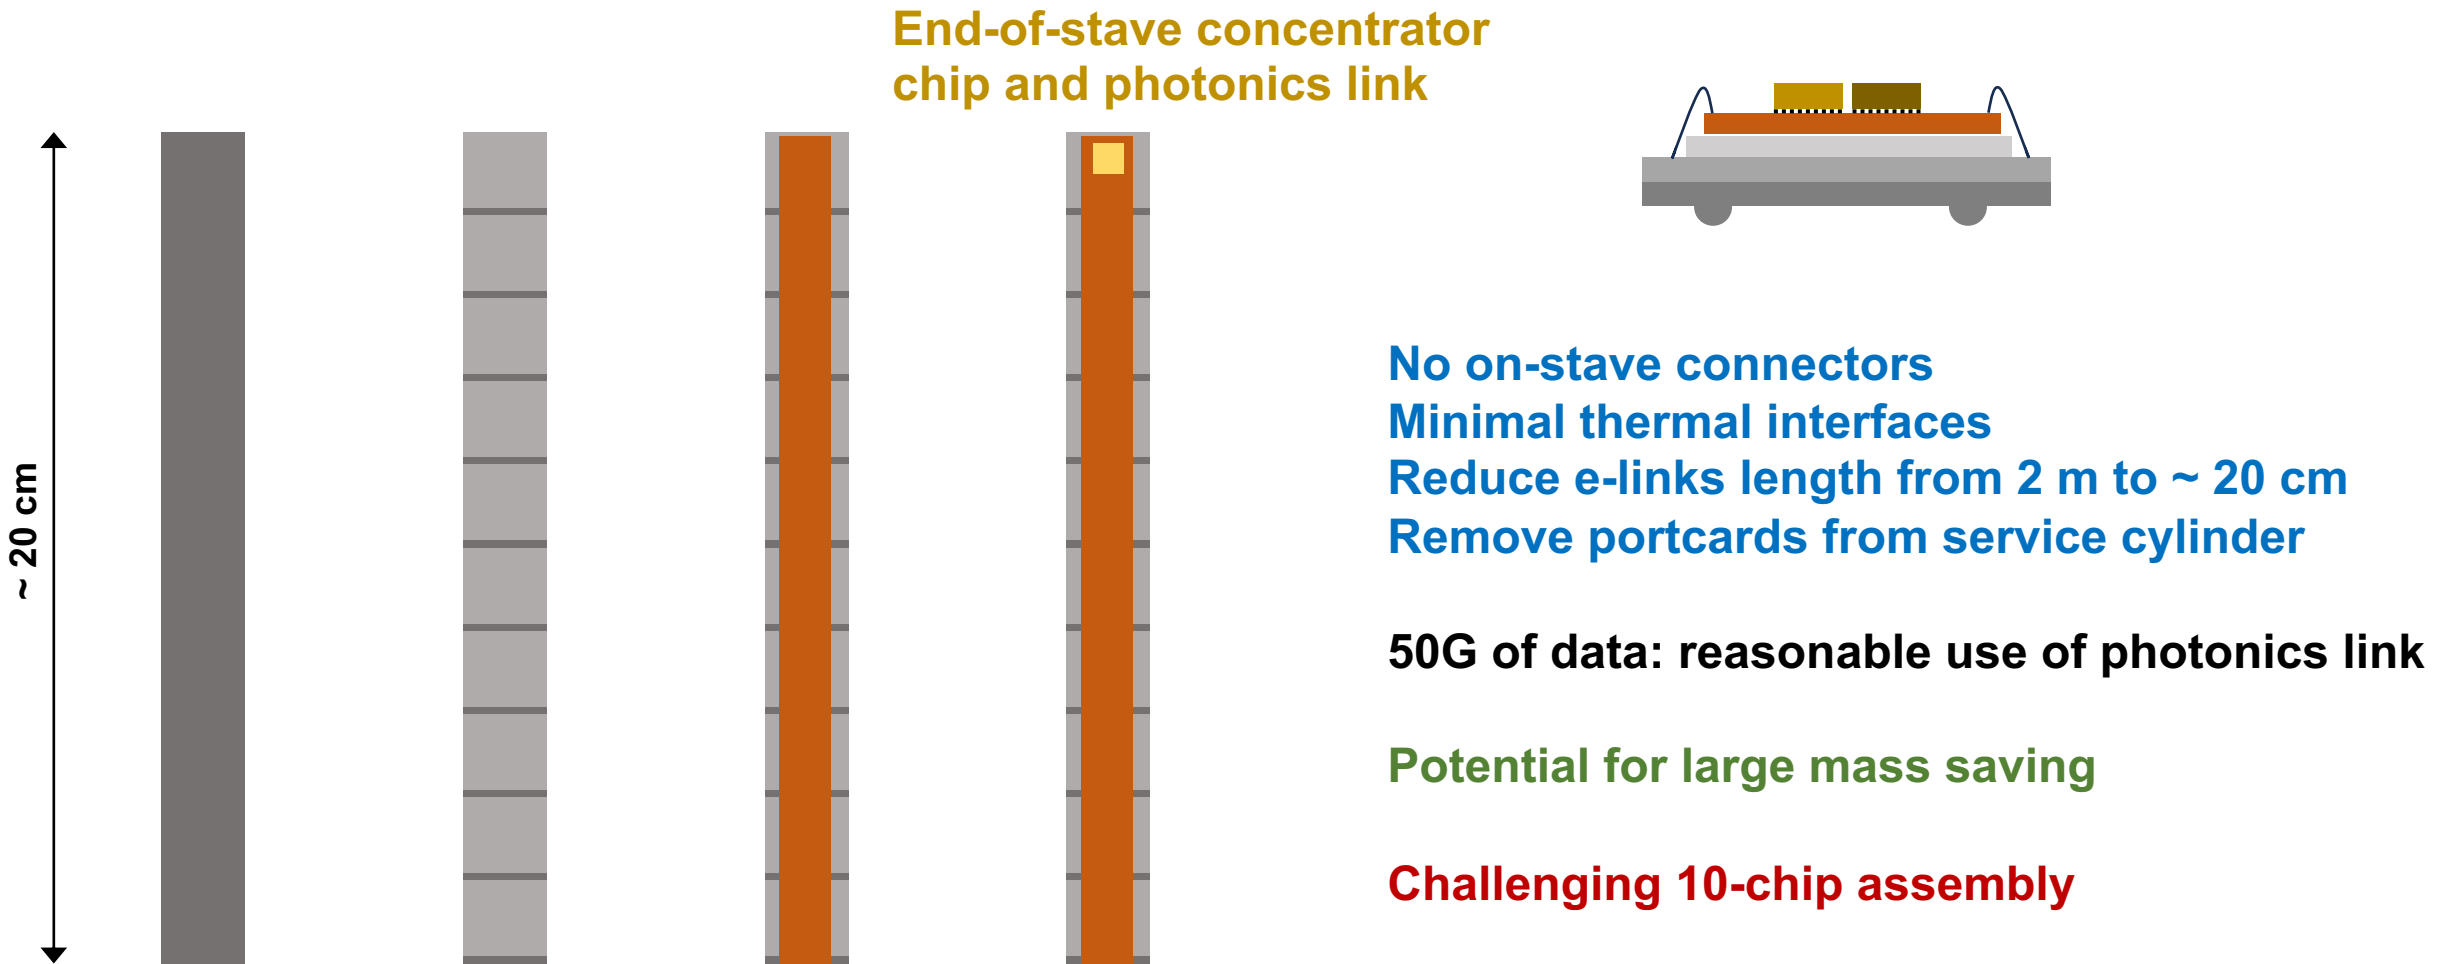 End-of-stave concentrator
chip and photonics link
~ 20 cm
No on-stave connectors
Minimal thermal interfaces
Reduce e-links length from 2 m to ~ 20 cm
Remove portcards from service cylinder
50G of data: reasonable use of photonics link
Potential for large mass saving
Challenging 10-chip assembly